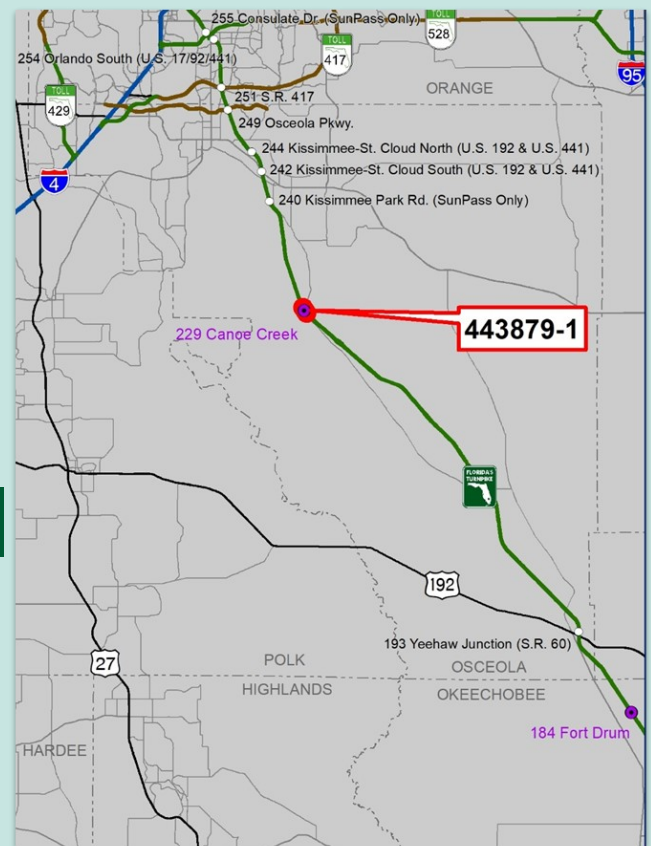 255 Consulate Dr. (SunPass Only)
TOLL
528
254 Orlando South (U.S. 17/92/441)
TOLL
417
95
TOLL
429
251 S.R. 417
ORANGE
249 Osceola Pkwy.
244 Kissimmee-St. Cloud North (U.S. 192 & U.S. 441)
4
242 Kissimmee-St. Cloud South (U.S. 192 & U.S. 441)
240 Kissimmee Park Rd. (SunPass Only)
229 Canoe Creek
443879-1
FLORIDA'S
TURNPIKE
192
193 Yeehaw Junction (S.R. 60)
27
POLK
OSCEOLA
HIGHLANDS
OKEECHOBEE
184 Fort Drum
HARDEE